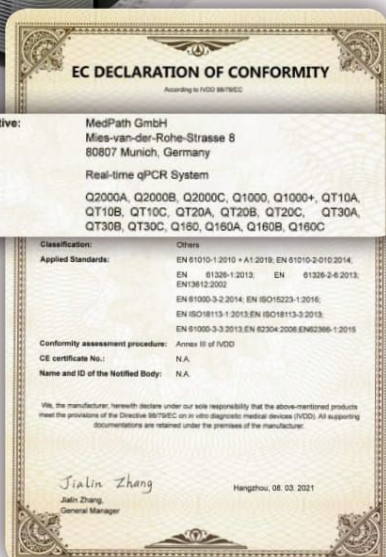 EC DECLARATION OF CONFORMITY
According to IVDD 98/79/EC
tive: MedPath GmbH
Mies-van-der-Rohe-Strasse 8
80807 Munich, Germany
Real-time qPCR System
Q2000A, Q2000B, Q2000C, Q1000, Q1000+, QT10A,
QT10B, QT10C, QT20A, QT20B, QT20C, QT30A,
QT30B, QT30C, Q160, Q160A, Q160B, Q160C
Classification: Others
Applied Standards: EN 61010-1:2010 + A1:2019; EN 61010-2-010:2014;
EN 61326-1:2013; EN 61326-2-6:2013;
EN13612:2002
EN 61000-3-2:2014; EN ISO15223-1:2016;
EN ISO18113-1:2013;EN ISO18113-3:2013;
EN 61000-3-3:2013;EN 62304:2006;EN62366-1:2015
Conformity assessment procedure: Annex III of IVDD
CE certificate No.: N.A.
Name and ID of the Notified Body: N.A.
We, the manufacturer, herewith declare under our sole responsibility that the above-mentioned products
meet the provisions of the Directive 98/79/EC on in vitro diagnostic medical devices (IVDD). All supporting
documentations are retained under the premises of the manufacturer.
Jialin Zhang
Jialin Zhang, Hangzhou, 08. 03. 2021
General Manager